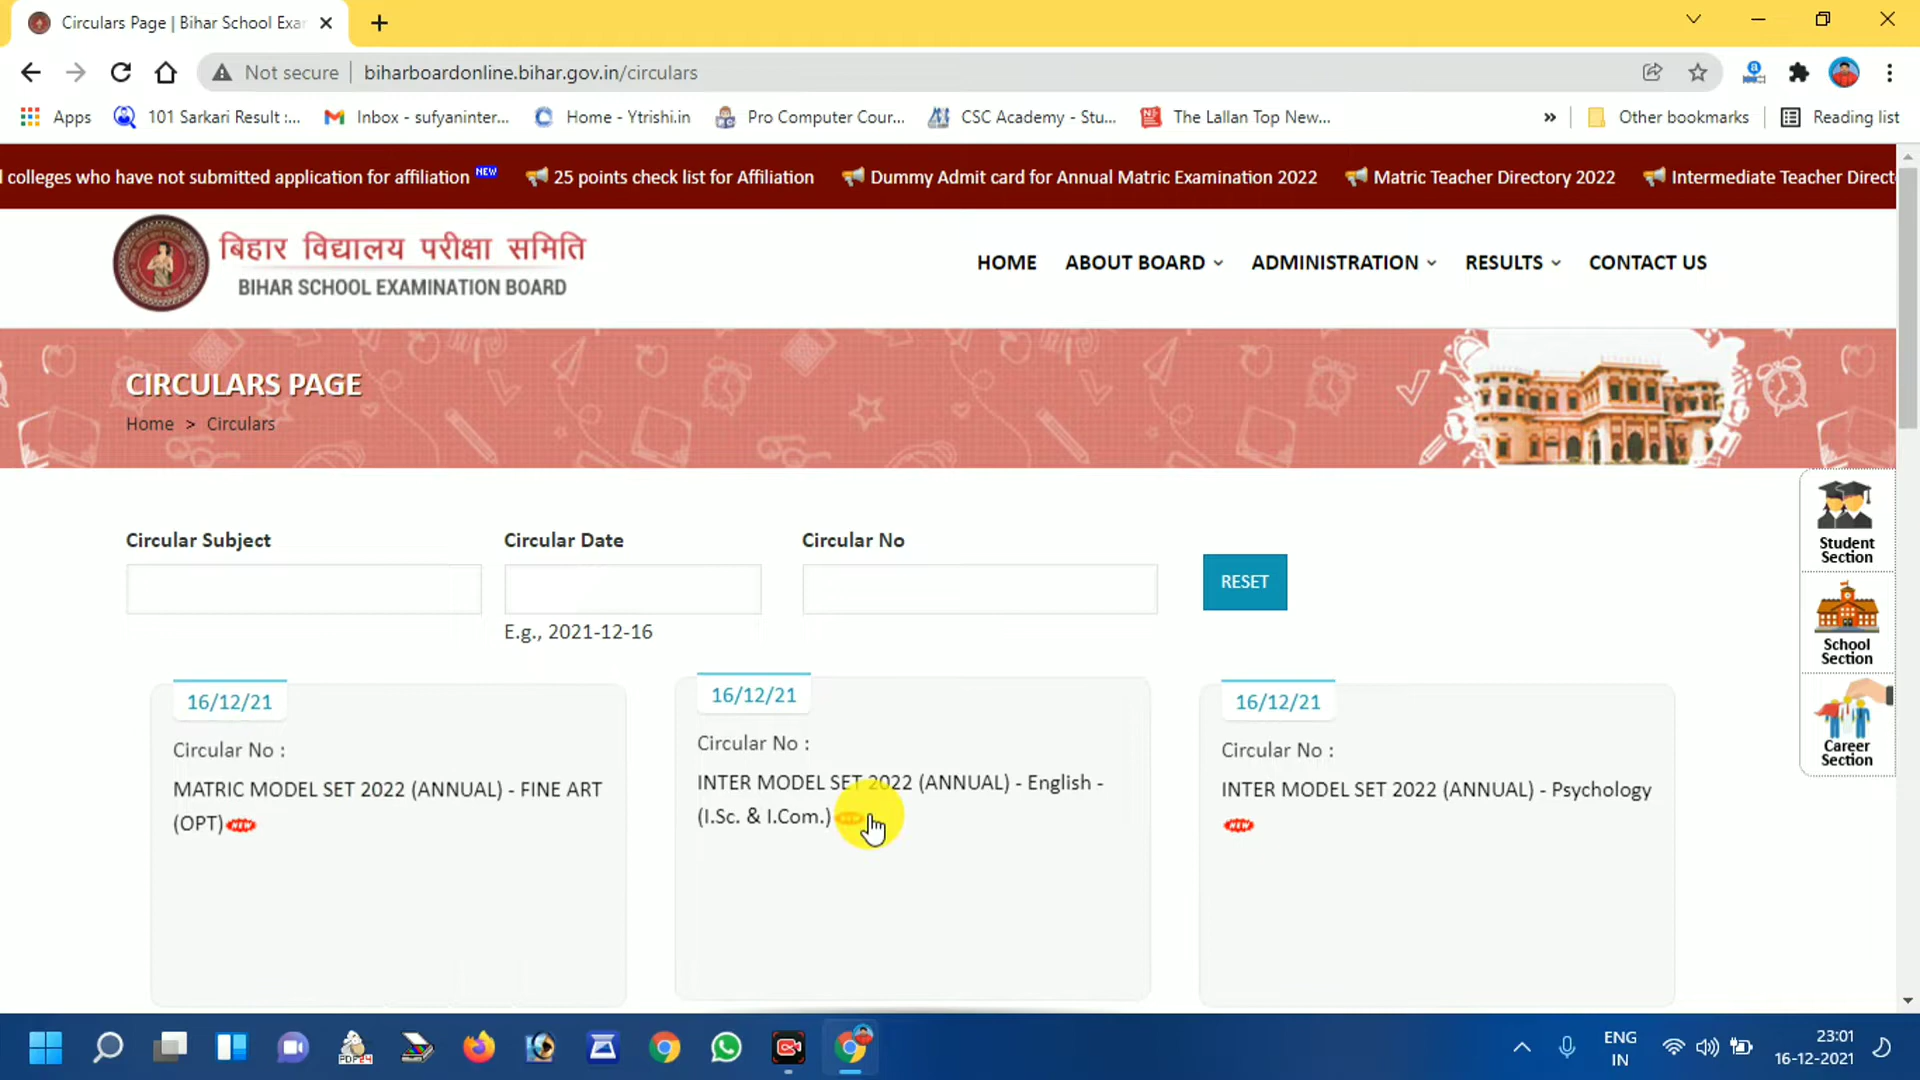 Circulars Page | Bihar School Exa
Not secure
biharboardonline.bihar.gov.in/circulars
Apps
101 Sarkari Result :...
Inbox - sufyaninter...
Home - Ytrishi.in
Pro Computer Cour...
CSC Academy - Stu...
The Lallan Top New...
»
Other bookmarks
Reading list
colleges who have not submitted application for affiliation NEW
25 points check list for Affiliation
Dummy Admit card for Annual Matric Examination 2022
Matric Teacher Directory 2022
Intermediate Teacher Direct
बिहार विद्यालय परीक्षा समिति
BIHAR SCHOOL EXAMINATION BOARD
HOME
ABOUT BOARD
ADMINISTRATION
RESULTS
CONTACT US
CIRCULARS PAGE
Home > Circulars
Student
Section
School
Section
Career
Section
Circular Subject
Circular Date
Circular No
RESET
E.g., 2021-12-16
16/12/21
Circular No :
MATRIC MODEL SET 2022 (ANNUAL) - FINE ART
(OPT) NEW
16/12/21
Circular No :
INTER MODEL SET 2022 (ANNUAL) - English -
(I.Sc. & I.Com.)
16/12/21
Circular No :
INTER MODEL SET 2022 (ANNUAL) - Psychology
NEW
PDF24
ENG
IN
23:01
16-12-2021